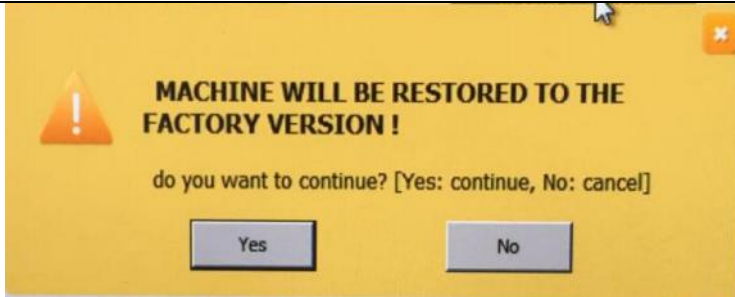 MACHINE WILL BE RESTORED TO THE
FACTORY VERSION !
do you want to continue? [Yes: continue, No: cancel]
Yes
No